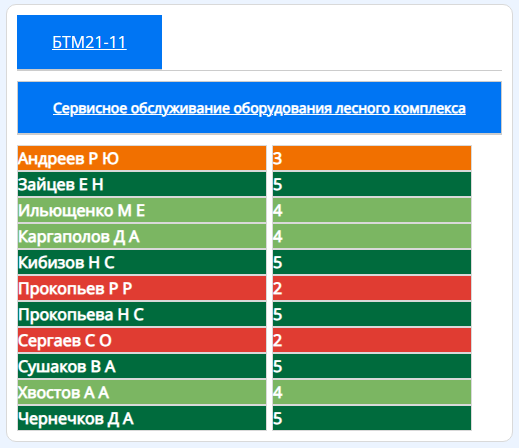 БТМ21-11
Сервисное обслуживание оборудования лесного комплекса
Андреев Р Ю 3
Зайцев Е Н 5
Ильющенко М Е 4
Каргаполов Д А 4
Кибизов Н С 5
Прокопьев Р Р 2
Прокопьева Н С 5
Сергаев С О 2
Сушаков В А 5
Хвостов А А 4
Чернечков Д А 5